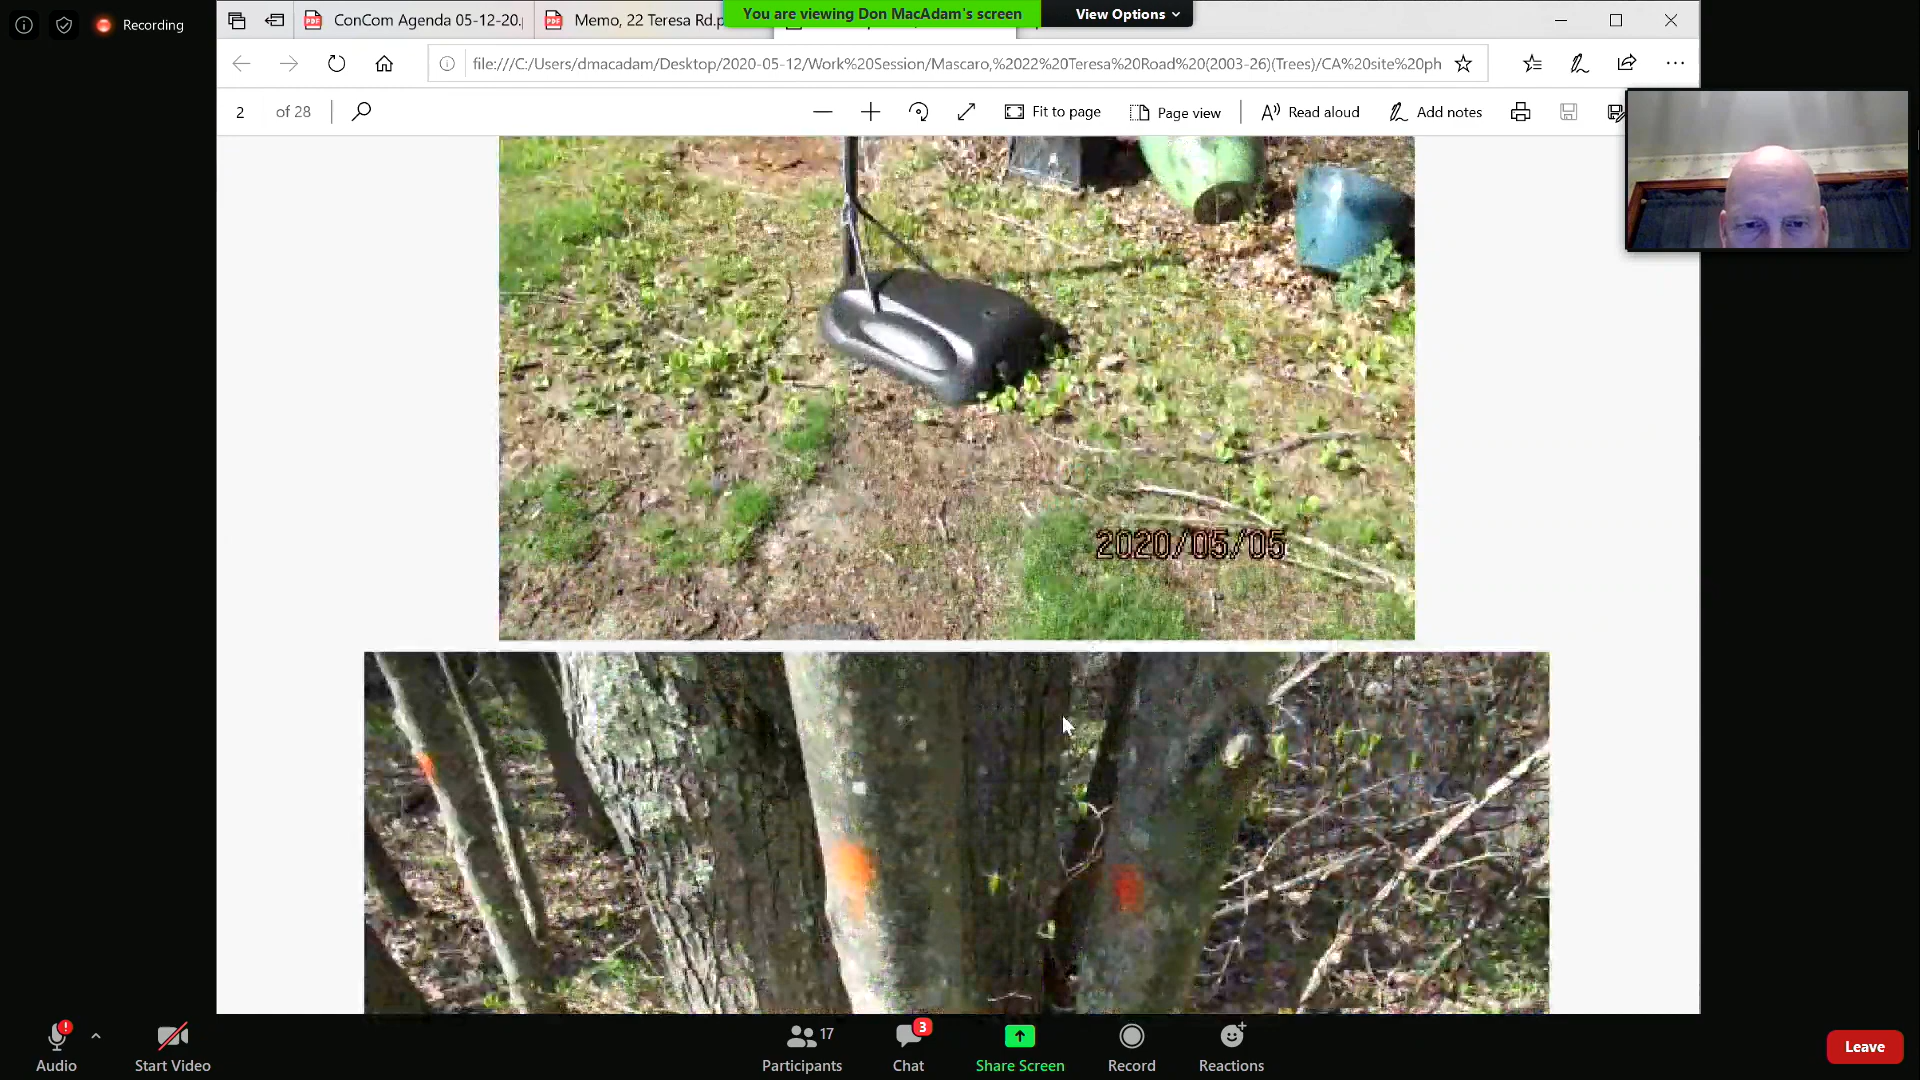 Recording
ConCom Agenda 05-12-20.
Memo, 22 Teresa Rd.p
You are viewing Don MacAdam's screen
View Options
file:///C:/Users/dmacadam/Desktop/2020-05-12/Work%20Session/Mascaro,%2022%20Teresa%20Road%20(2003-26)(Trees)/CA%20site%20ph
2 of 28
Fit to page
Page view
Read aloud
Add notes
2020/05/05
Audio
Start Video
Participants
17
Chat
3
Share Screen
Record
Reactions
Leave